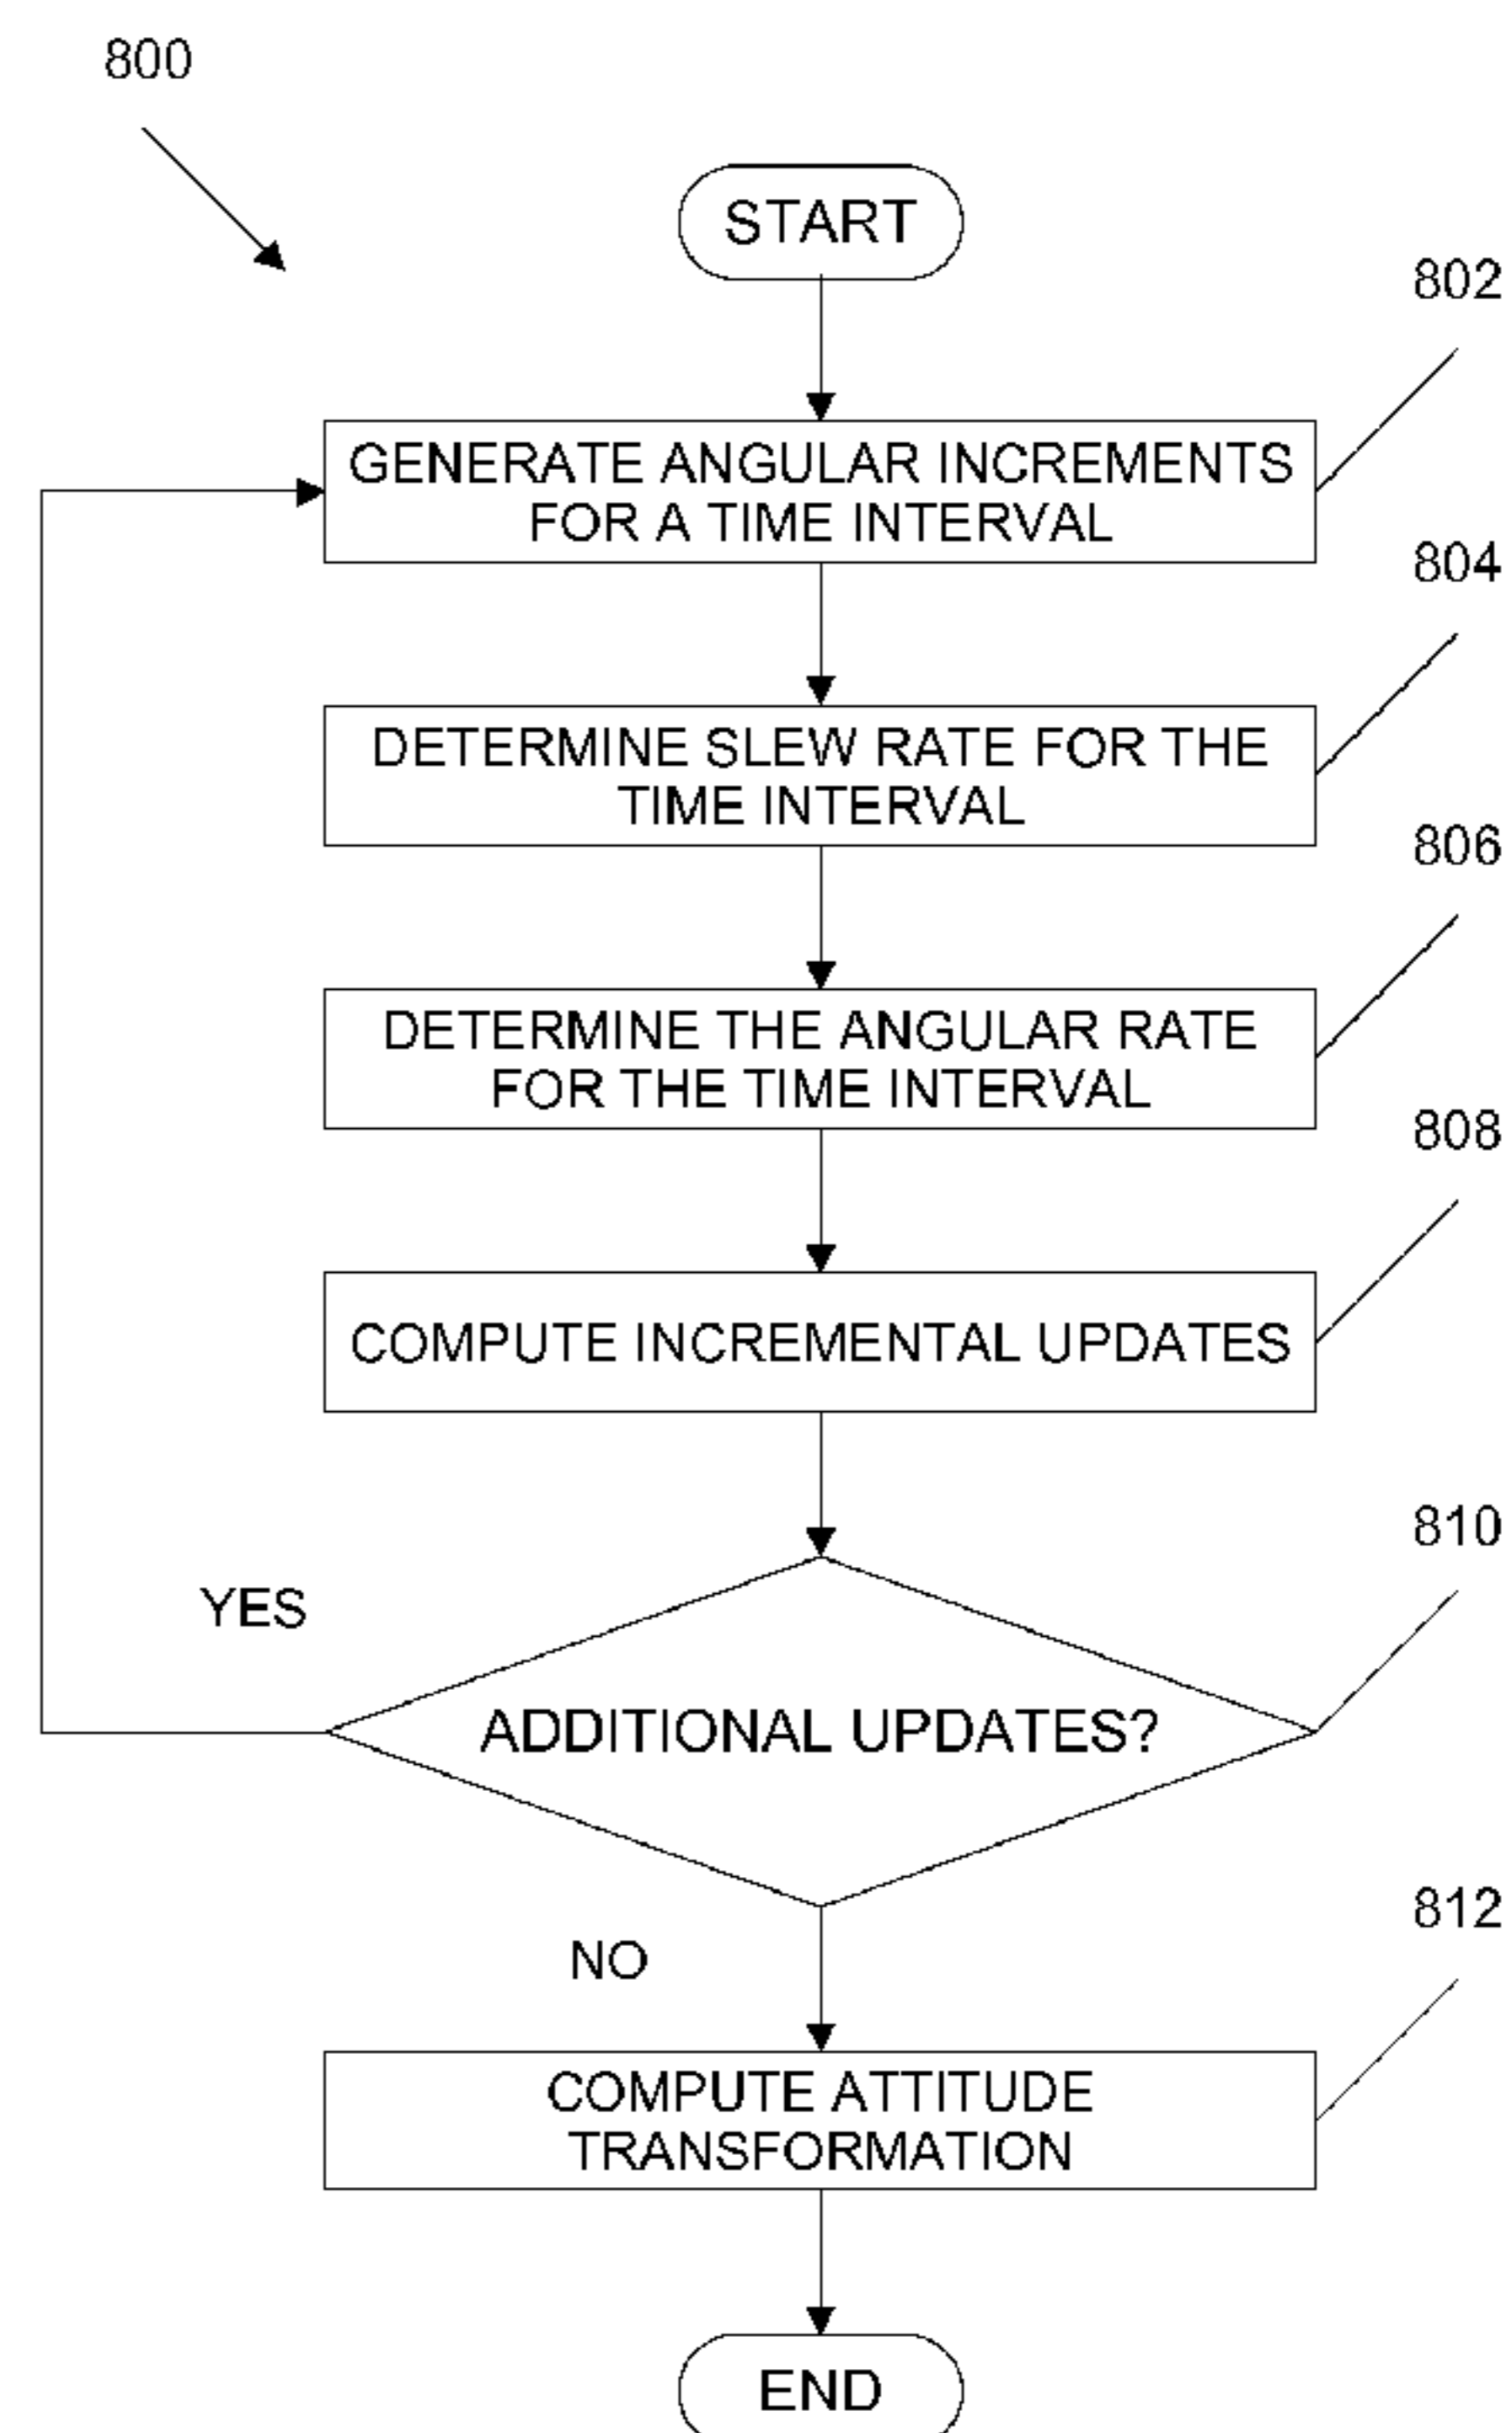 800
START
802
GENERATE ANGULAR INCREMENTS
FOR A TIME INTERVAL
804
DETERMINE SLEW RATE FOR THE
TIME INTERVAL
806
DETERMINE THE ANGULAR RATE
FOR THE TIME INTERVAL
808
COMPUTE INCREMENTAL UPDATES
810
YES
ADDITIONAL UPDATES?
812
NO
COMPUTE ATTITUDE
TRANSFORMATION
END